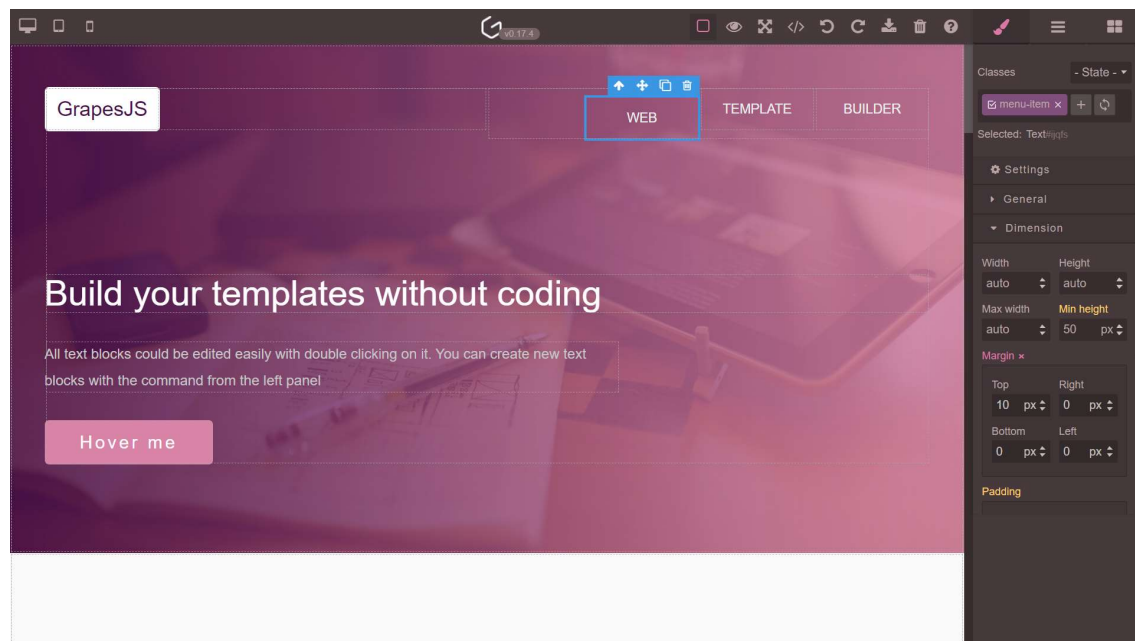 v0.17.4
GrapesJS
WEB
TEMPLATE
BUILDER
Build your templates without coding
All text blocks could be edited easily with double clicking on it. You can create new text
blocks with the command from the left panel
Hover me
Classes
- State -
menu-item ×
Selected: Text#ijqfs
Settings
General
Dimension
Width Height
auto auto
Max width Min height
auto 50 px
Margin ×
Top Right
10 px 0 px
Bottom Left
0 px 0 px
Padding